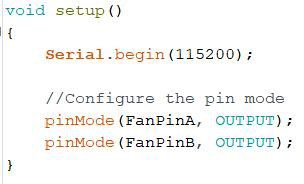 void setup()
{
    Serial.begin(115200);

    //Configure the pin mode
    pinMode(FanPinA, OUTPUT);
    pinMode(FanPinB, OUTPUT);
}